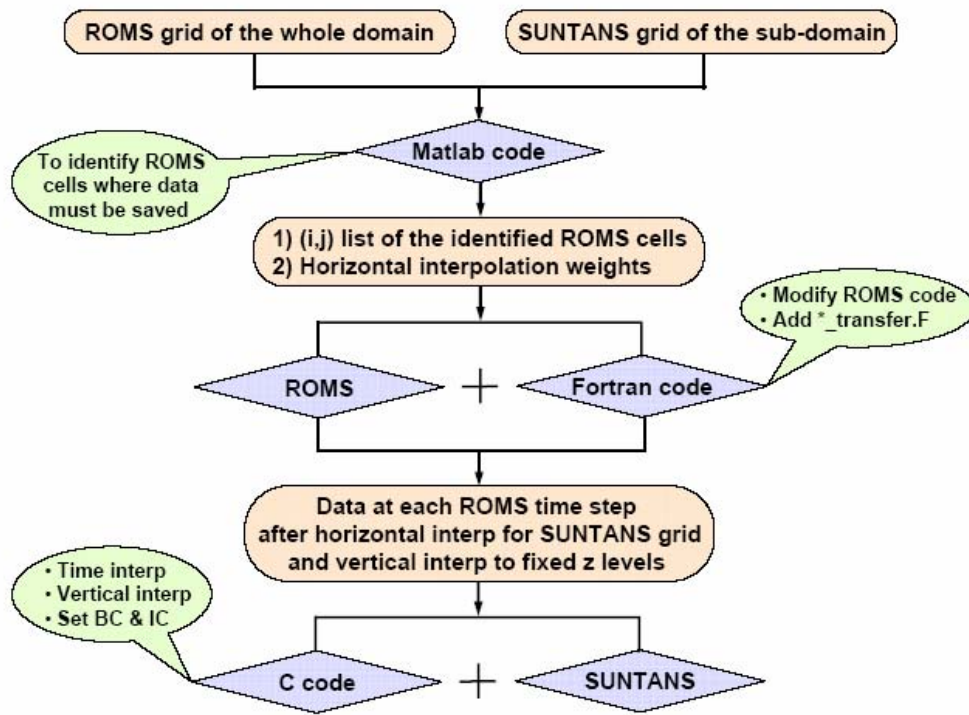 ROMS grid of the whole domain
SUNTANS grid of the sub-domain
Matlab code
To identify ROMS
cells where data
must be saved
1) (i,j) list of the identified ROMS cells
2) Horizontal interpolation weights
• Modify ROMS code
• Add *_transfer.F
ROMS
+
Fortran code
Data at each ROMS time step
after horizontal interp for SUNTANS grid
and vertical interp to fixed z levels
• Time interp
• Vertical interp
• Set BC & IC
C code
+
SUNTANS